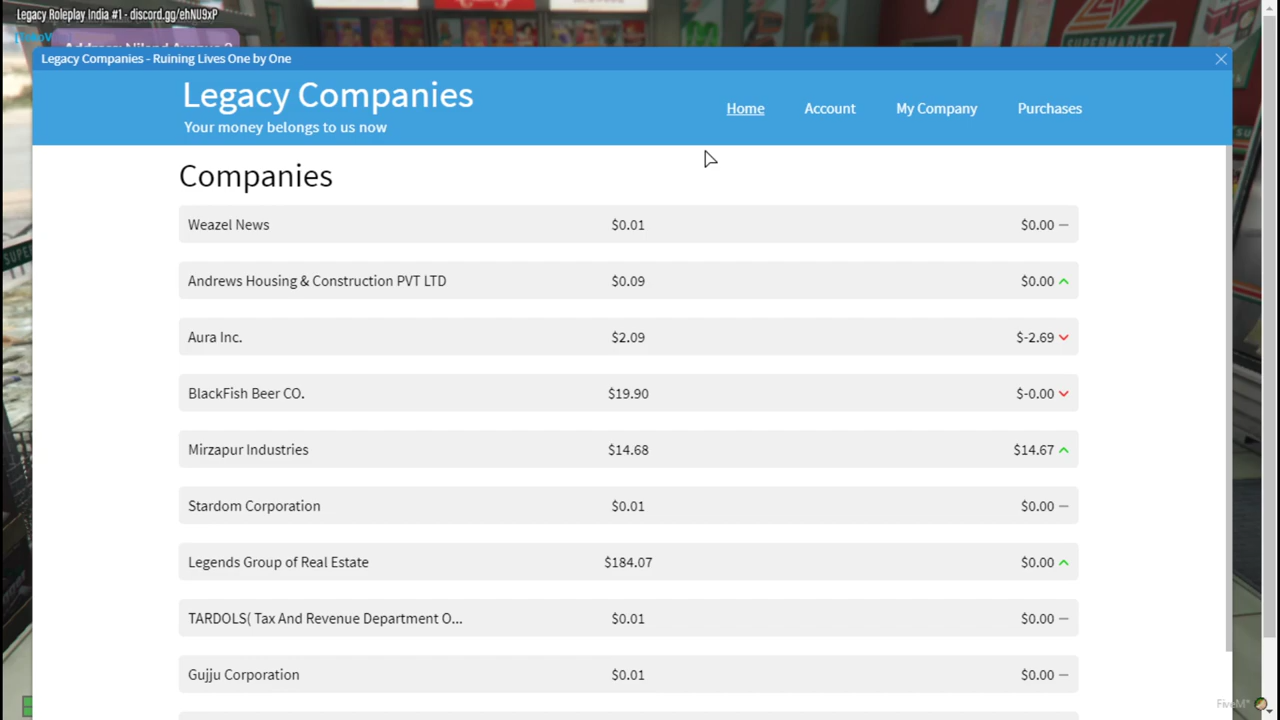 Legacy Roleplay India #1 - discord.gg/ehNU9xP
Legacy Companies - Ruining Lives One by One
Legacy Companies
Your money belongs to us now
Home Account My Company Purchases
Companies
Weazel News $0.01 $0.00
Andrews Housing & Construction PVT LTD $0.09 $0.00
Aura Inc. $2.09 $-2.69
BlackFish Beer CO. $19.90 $-0.00
Mirzapur Industries $14.68 $14.67
Stardom Corporation $0.01 $0.00
Legends Group of Real Estate $184.07 $0.00
TARDOLS( Tax And Revenue Department O... $0.01 $0.00
Gujju Corporation $0.01 $0.00
SUPERMARKET
FiveM